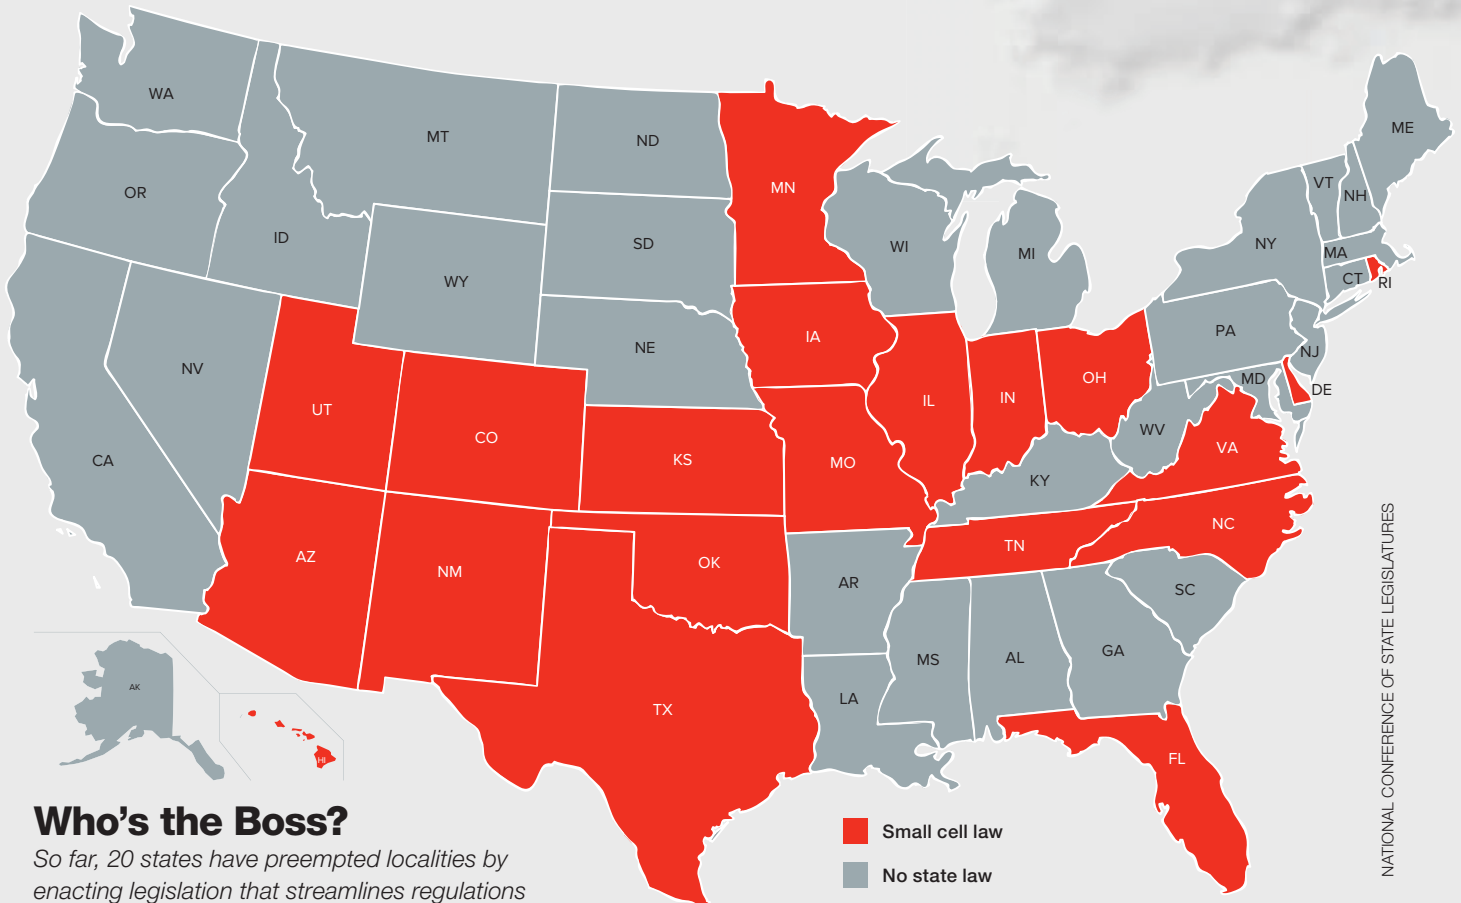 WA
MT
ND
MN
ME
OR
ID
SD
WI
MI
VT
NH
NY
MA
CT
RI
WY
NV
NE
IA
PA
NJ
MD
DE
UT
CO
KS
MO
IL
IN
OH
WV
VA
CA
KY
AZ
NM
OK
AR
TN
NC
SC
MS
AL
GA
AK
TX
LA
FL
HI
Who's the Boss?
So far, 20 states have preempted localities by
enacting legislation that streamlines regulations
Small cell law
No state law
NATIONAL CONFERENCE OF STATE LEGISLATURES